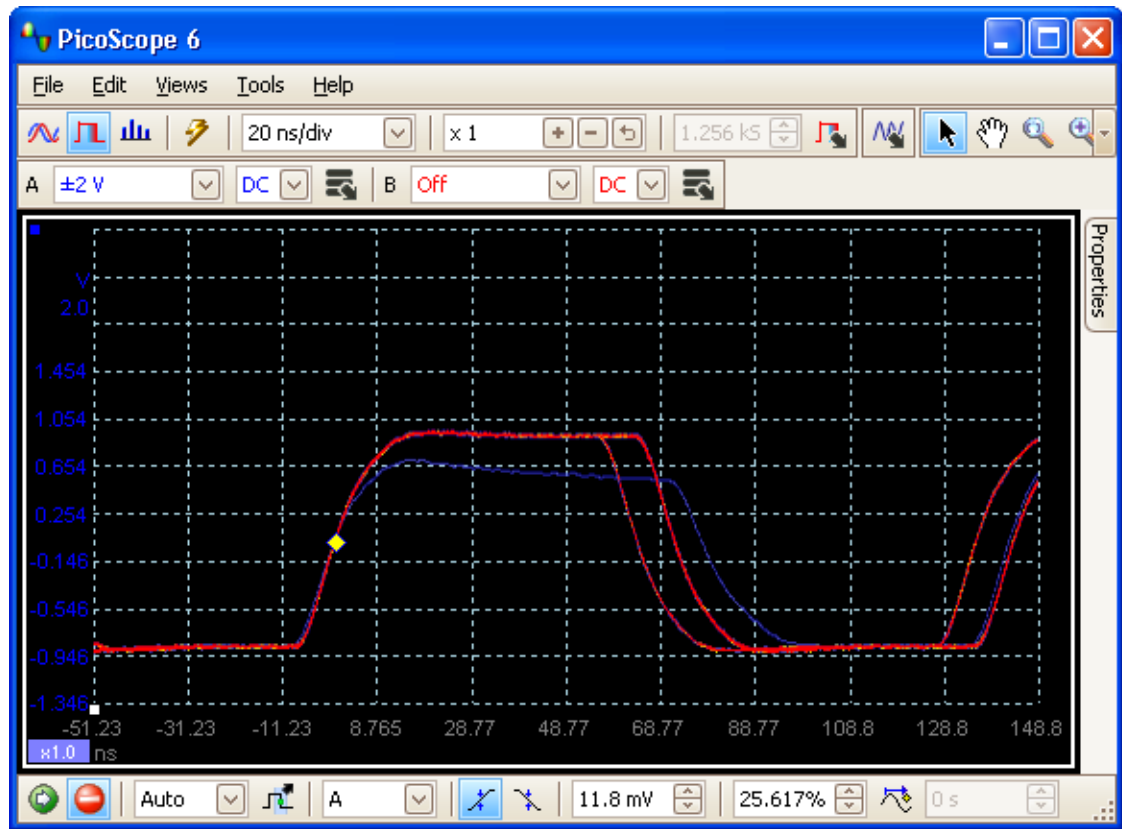 PicoScope 6
File Edit Views Tools Help
20 ns/div x 1 1.256 kS
A ±2 V DC B Off DC
Properties
V
2.0
1.454
1.054
0.654
0.254
-0.146
-0.546
-0.946
-1.346
-51.23 -31.23 -11.23 8.765 28.77 48.77 68.77 88.77 108.8 128.8 148.8
x1.0 ns
Auto A 11.8 mV 25.617% 0 s